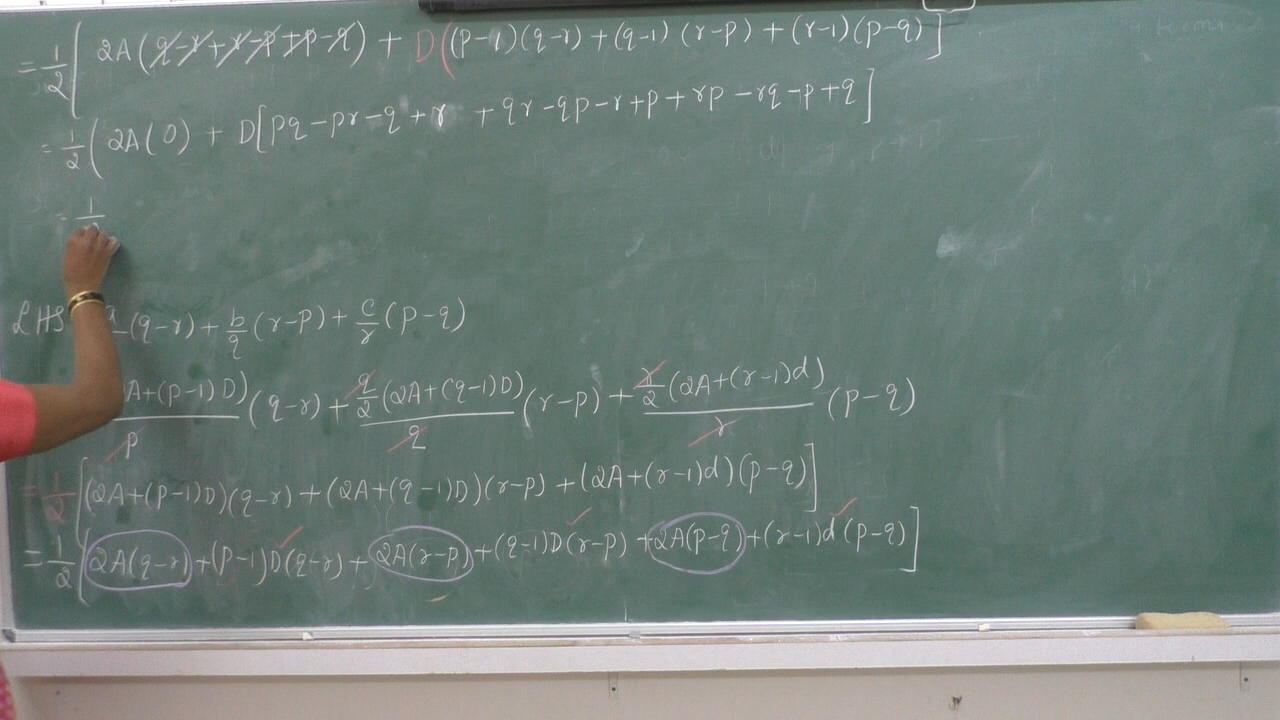 = 1/2 [ 2A(q-r+r-p+p-q) + D((p-1)(q-r) + (q-1)(r-p) + (r-1)(p-q) ]
= 1/2 ( 2A(0) + D[pq-pr-q+r + qr-qp-r+p+rp-rq-p+q ]
= 1/
LHS (q-r) + b/q (r-p) + c/r (p-q)
A+(p-1)D)/p (q-r) + q/2 (2A+(q-1)D)/q (r-p) + r/2 (2A+(r-1)d)/r (p-q)
= 1/2 [(2A+(p-1)D)(q-r) + (2A+(q-1)D)(r-p) + (2A+(r-1)d)(p-q)]
= 1/2 [2A(q-r) + (p-1)D(q-r) + 2A(r-p) + (q-1)D(r-p) + 2A(p-q) + (r-1)d(p-q)]